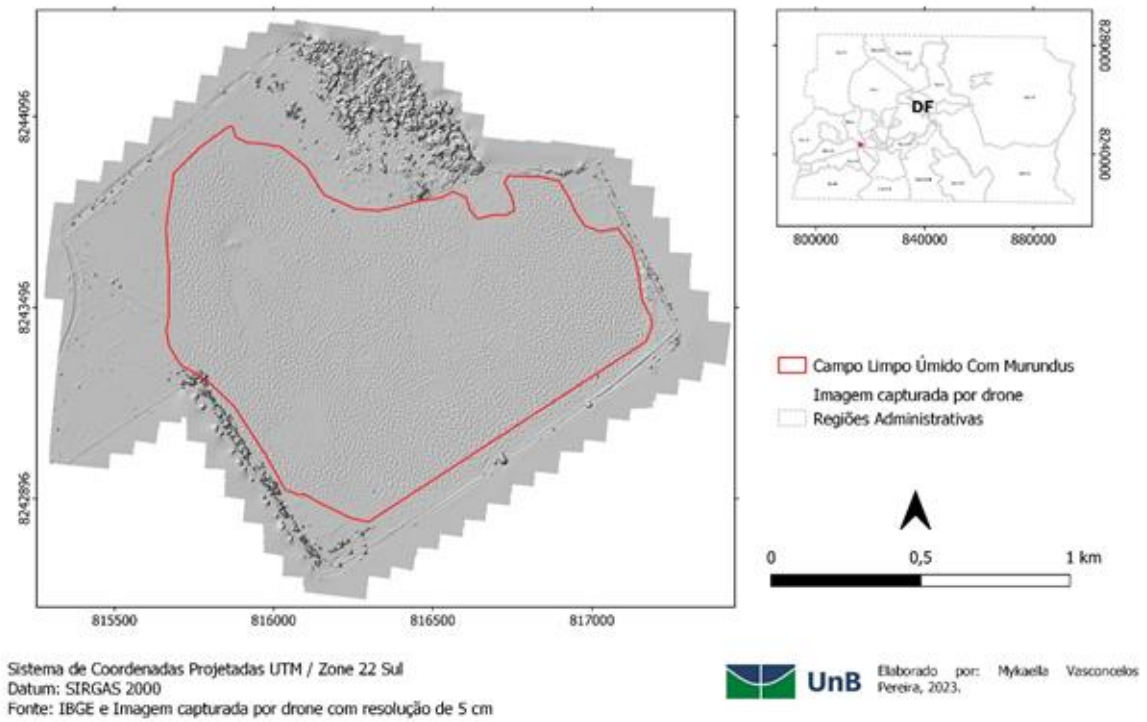 8244096
8243496
8242896
815500
816000
816500
817000
DF
8280000
8240000
800000
840000
880000
Campo Limpo Úmido Com Murundus
Imagem capturada por drone
Regiões Administrativas
0
0,5
1 km
Sistema de Coordenadas Projetadas UTM / Zone 22 Sul
Datum: SIRGAS 2000
Fonte: IBGE e Imagem capturada por drone com resolução de 5 cm
UnB
Elaborado por: Mykaella Vasconcelos
Pereira, 2023.